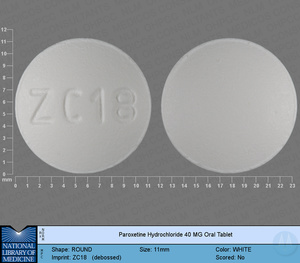 13
12
11
10
9
8
7
6
5
4
3
2
1
0
mm
ZC18
0 1 2 3 4 5 6 7 8 9 10 11 12 13 14 15 16 17 18 19 20 21 22 23
Paroxetine Hydrochloride 40 MG Oral Tablet
NATIONAL
LIBRARY OF
MEDICINE
Shape: ROUND Size: 11mm Color: WHITE
Imprint: ZC18 (debossed) Scored: No